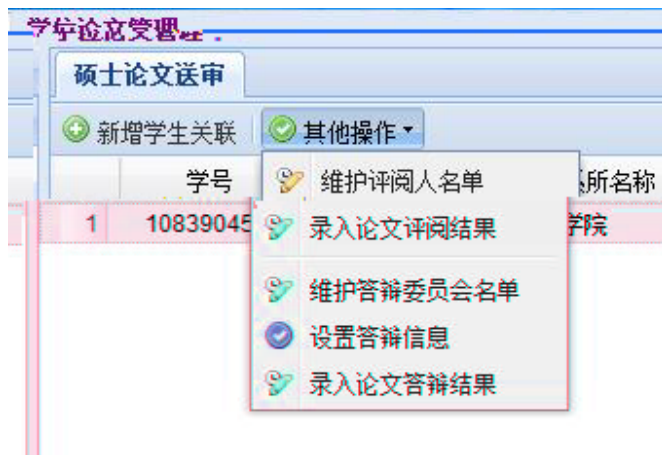 学位论文管理
硕士论文送审
新增学生关联 其他操作
学号 所名称
1 10839045 学院
维护评阅人名单
录入论文评阅结果
维护答辩委员会名单
设置答辩信息
录入论文答辩结果